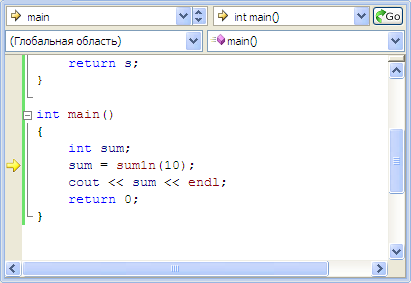 main int main() Go
(Глобальная область) main()
return s;
}
int main()
{
int sum;
sum = sumln(10);
cout << sum << endl;
return 0;
}